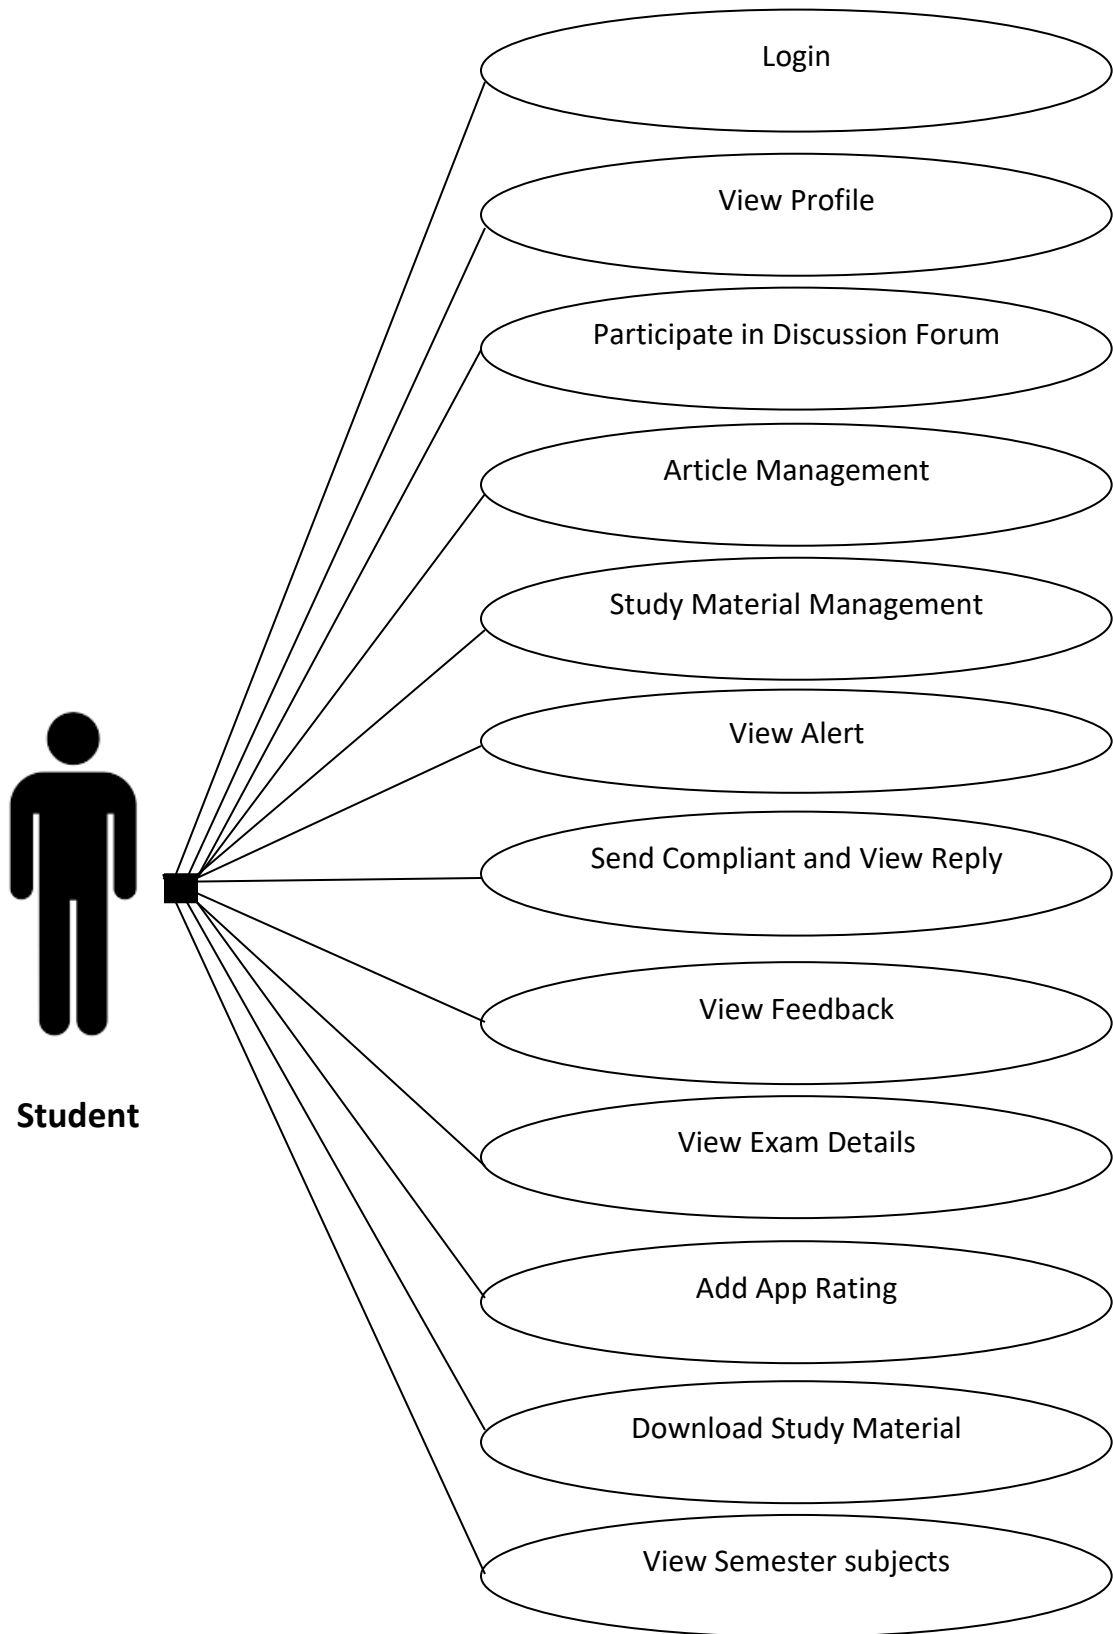 Login
View Profile
Participate in Discussion Forum
Article Management
Study Material Management
View Alert
Send Compliant and View Reply
View Feedback
Student
View Exam Details
Add App Rating
Download Study Material
View Semester subjects